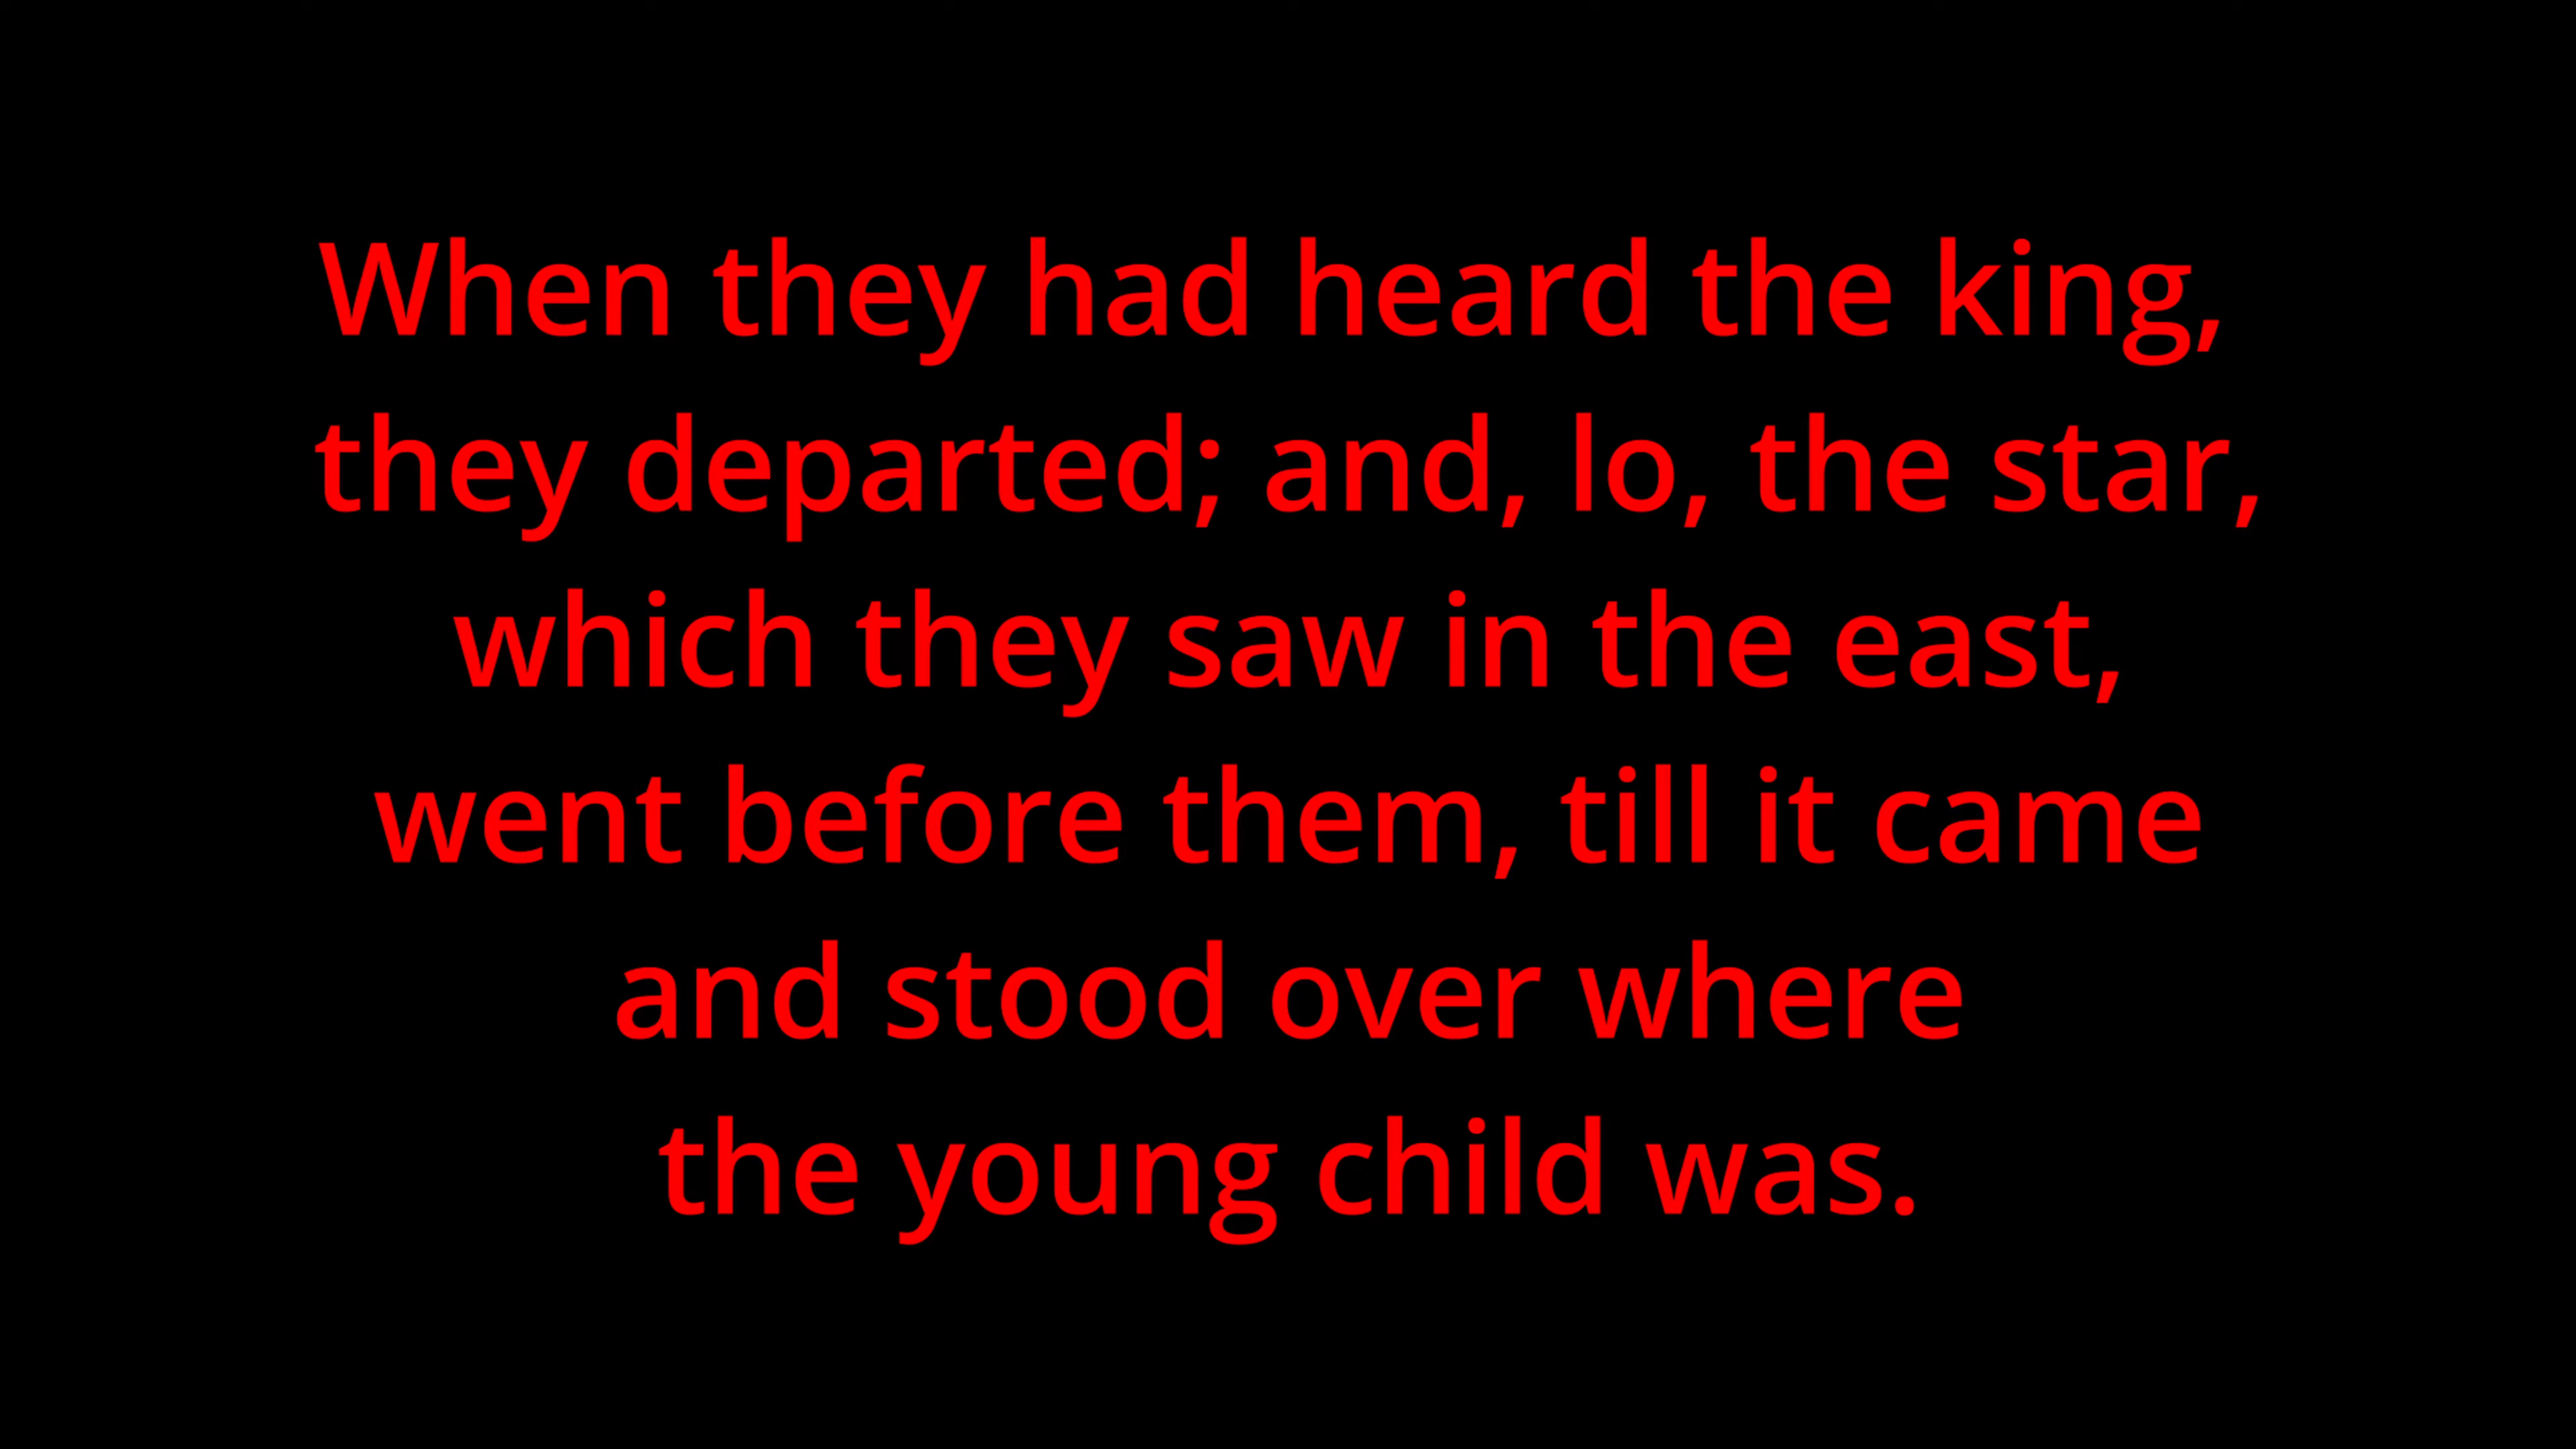 When they had heard the king,
they departed; and, lo, the star,
which they saw in the east,
went before them, till it came
and stood over where
the young child was.